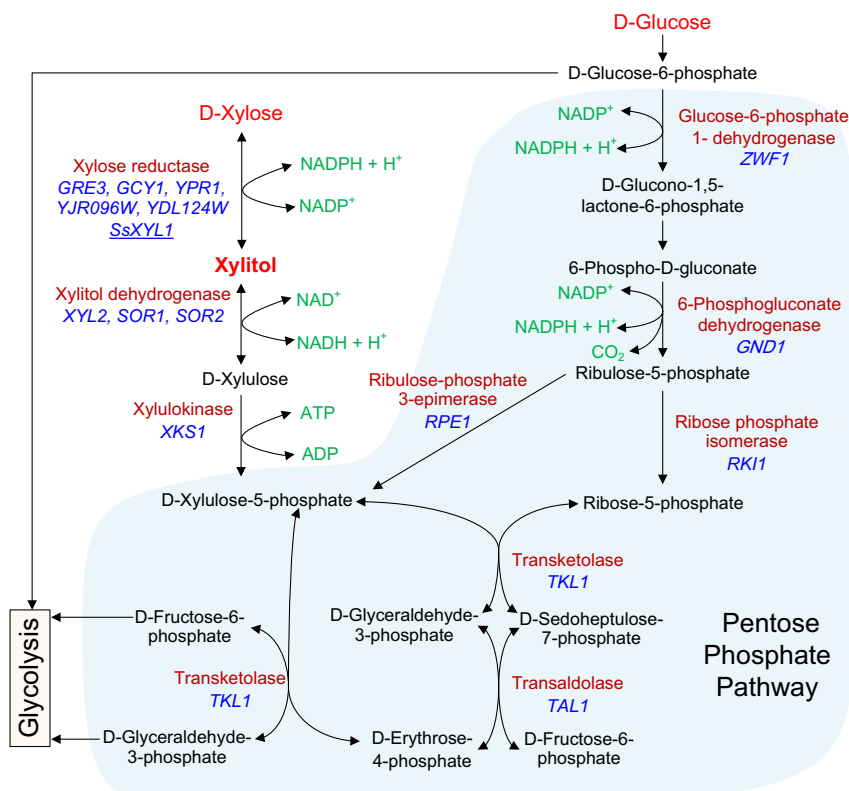 D-Glucose
D-Glucose-6-phosphate
NADP⁺
NADPH + H⁺
Glucose-6-phosphate
1- dehydrogenase
ZWF1
D-Xylose
Xylose reductase
GRE3, GCY1, YPR1,
YJR096W, YDL124W
SsXYL1
NADPH + H⁺
NADP⁺
D-Glucono-1,5-
lactone-6-phosphate
Xylitol
6-Phospho-D-gluconate
Xylitol dehydrogenase
XYL2, SOR1, SOR2
NAD⁺
NADH + H⁺
NADP⁺
NADPH + H⁺
CO₂
6-Phosphogluconate
dehydrogenase
GND1
D-Xylulose
Ribulose-5-phosphate
Ribulose-phosphate
3-epimerase
RPE1
Xylulokinase
XKS1
ATP
ADP
Ribose phosphate
isomerase
RKI1
D-Xylulose-5-phosphate
Ribose-5-phosphate
Transketolase
TKL1
D-Fructose-6-
phosphate
D-Glyceraldehyde-
3-phosphate
D-Sedoheptulose-
7-phosphate
Pentose
Phosphate
Pathway
Glycolysis
Transketolase
TKL1
Transaldolase
TAL1
D-Glyceraldehyde-
3-phosphate
D-Erythrose-
4-phosphate
D-Fructose-6-
phosphate